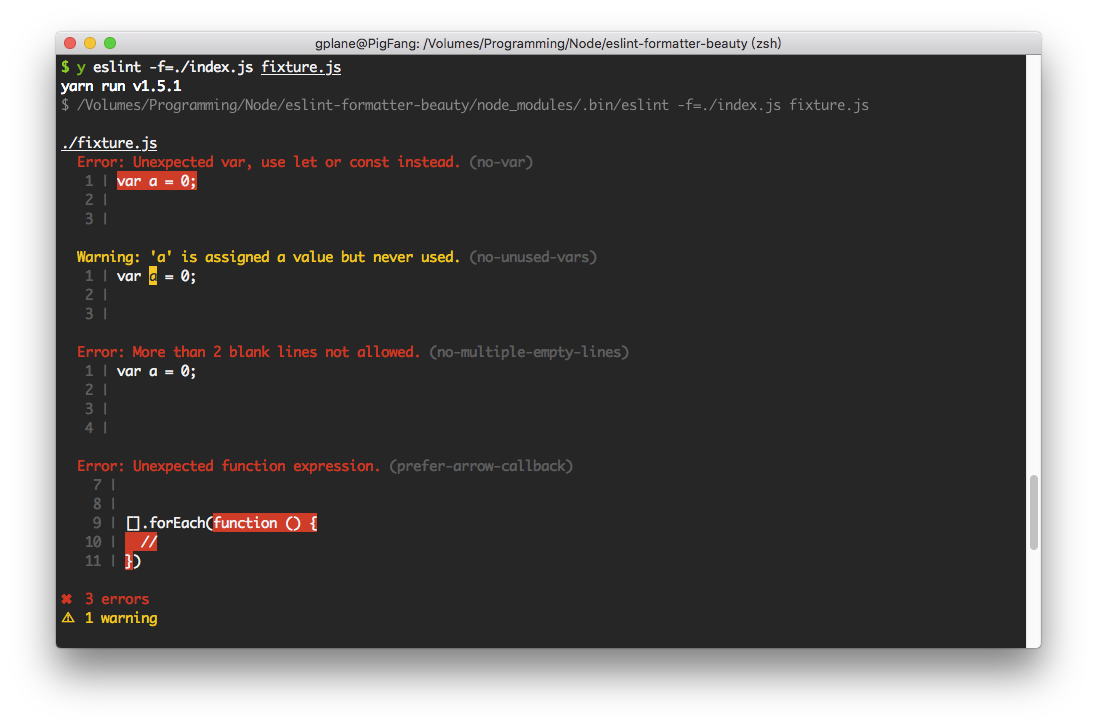 gplane@PigFang: /Volumes/Programming/Node/eslint-formatter-beauty (zsh)
$ y eslint -f=./index.js fixture.js
yarn run v1.5.1
$ /Volumes/Programming/Node/eslint-formatter-beauty/node_modules/.bin/eslint -f=./index.js fixture.js
./fixture.js
Error: Unexpected var, use let or const instead. (no-var)
1 | var a = 0;
2 |
3 |
Warning: 'a' is assigned a value but never used. (no-unused-vars)
1 | var a = 0;
2 |
3 |
Error: More than 2 blank lines not allowed. (no-multiple-empty-lines)
1 | var a = 0;
2 |
3 |
4 |
Error: Unexpected function expression. (prefer-arrow-callback)
7 |
8 |
9 | [].forEach(function () {
10 |   //
11 | })
✖ 3 errors
⚠ 1 warning